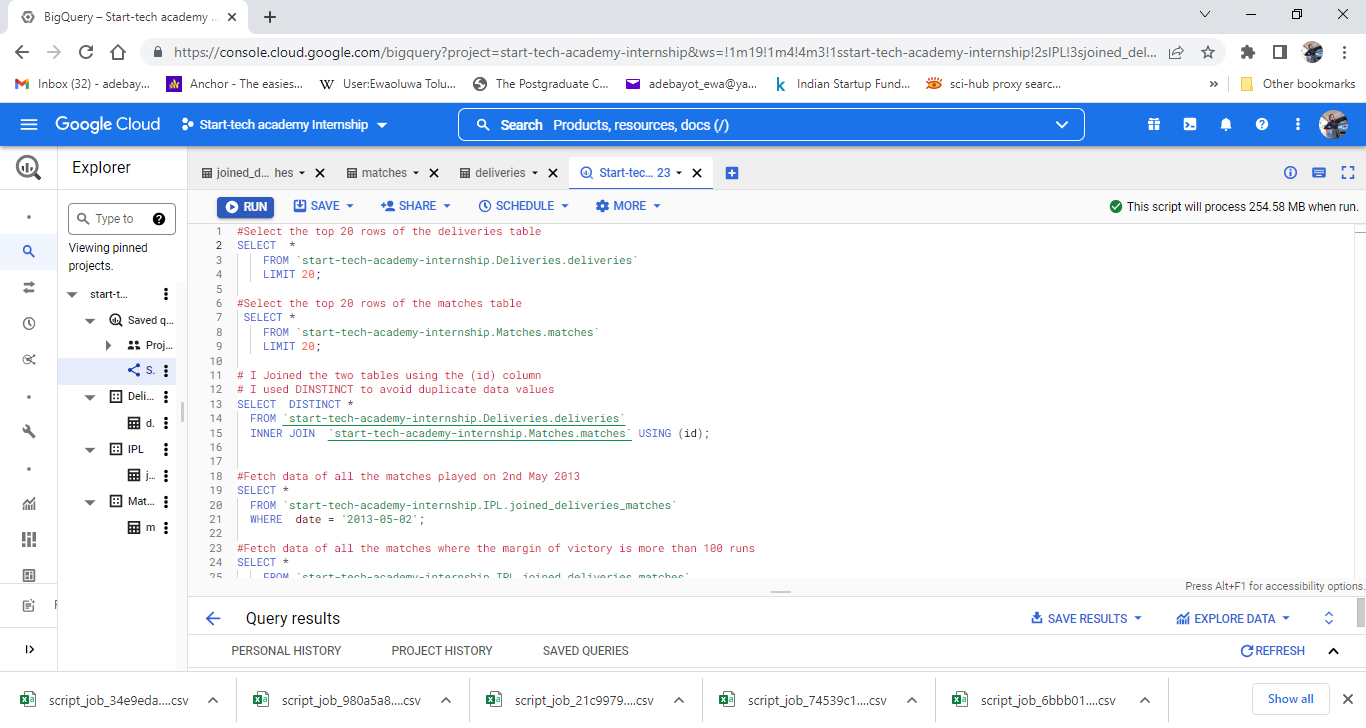 BigQuery – Start-tech academy ...
https://console.cloud.google.com/bigquery?project=start-tech-academy-internship&ws=!1m19!1m4!4m3!1sstart-tech-academy-internship!2sIPL!3sjoined_del...
Inbox (32) - adebay... Anchor - The easies... User:Ewaoluwa Tolu... The Postgraduate C... adebayot_ewa@ya... Indian Startup Fund... sci-hub proxy searc... » Other bookmarks
Google Cloud Start-tech academy Internship Search Products, resources, docs (/)
Explorer
joined_d... hes matches deliveries Start-tec... 23
RUN SAVE SHARE SCHEDULE MORE This script will process 254.58 MB when run.
Type to
Viewing pinned
projects.
start-t...
Saved q...
Proj...
S.
Deli...
d.
IPL
j...
Mat...
m
1 #Select the top 20 rows of the deliveries table
2 SELECT *
3 FROM `start-tech-academy-internship.Deliveries.deliveries`
4 LIMIT 20;
5
6 #Select the top 20 rows of the matches table
7 SELECT *
8 FROM `start-tech-academy-internship.Matches.matches`
9 LIMIT 20;
10
11 # I Joined the two tables using the (id) column
12 # I used DINSTINCT to avoid duplicate data values
13 SELECT DISTINCT *
14 FROM `start-tech-academy-internship.Deliveries.deliveries`
15 INNER JOIN `start-tech-academy-internship.Matches.matches` USING (id);
16
17
18 #Fetch data of all the matches played on 2nd May 2013
19 SELECT *
20 FROM `start-tech-academy-internship.IPL.joined_deliveries_matches`
21 WHERE date = '2013-05-02';
22
23 #Fetch data of all the matches where the margin of victory is more than 100 runs
24 SELECT *
25 FROM `start-tech-academy-internship.IPL.joined_deliveries_matches`
Press Alt+F1 for accessibility options.
Query results SAVE RESULTS EXPLORE DATA
PERSONAL HISTORY PROJECT HISTORY SAVED QUERIES REFRESH
script_job_34e9eda....csv script_job_980a5a8....csv script_job_21c9979....csv script_job_74539c1....csv script_job_6bbb01....csv Show all